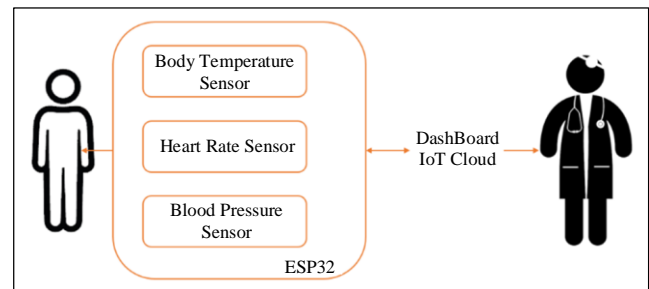 Body Temperature
Sensor
Heart Rate Sensor
Blood Pressure
Sensor
ESP32
DashBoard
IoT Cloud